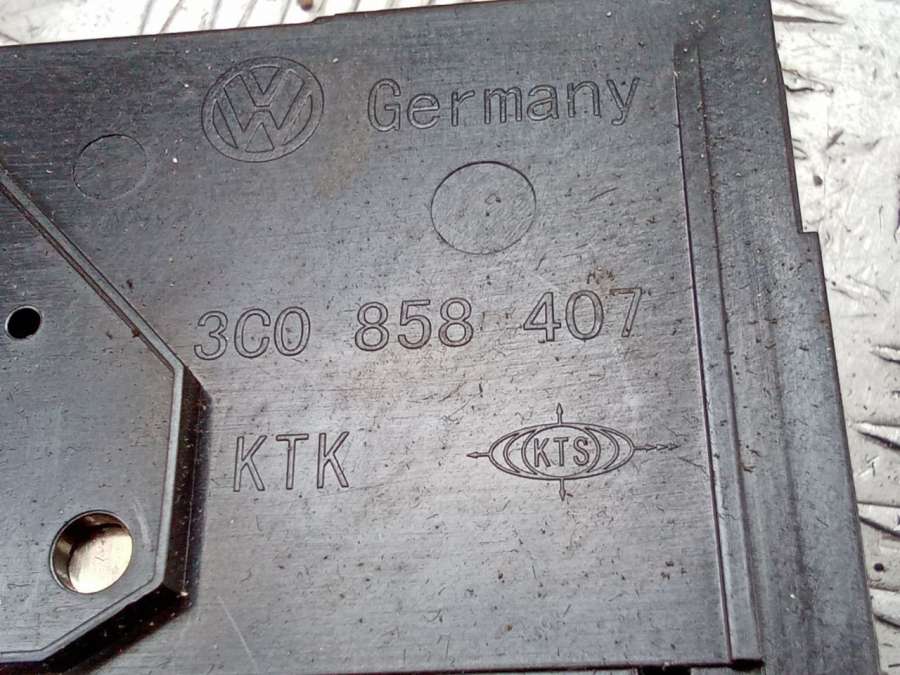 Germany
3C0 858 407
KTK
KTS